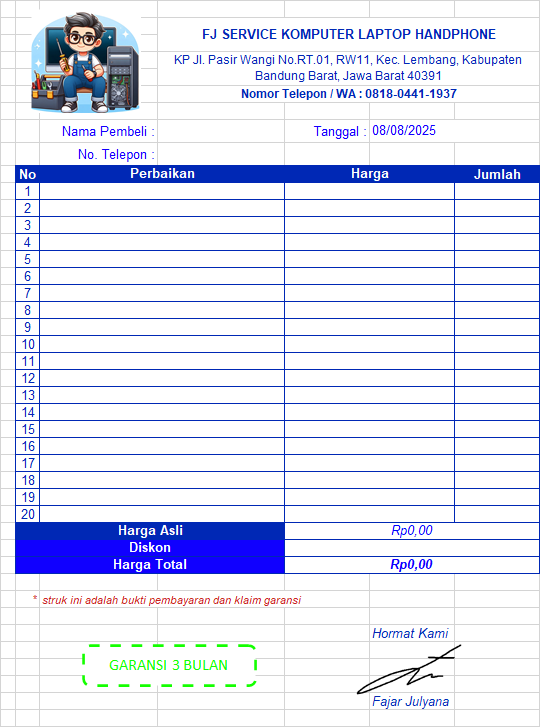 FJ SERVICE KOMPUTER LAPTOP HANDPHONE
KP Jl. Pasir Wangi No.RT.01, RW11, Kec. Lembang, Kabupaten
Bandung Barat, Jawa Barat 40391
Nomor Telepon / WA : 0818-0441-1937
Nama Pembeli : Tanggal : 08/08/2025
No. Telepon :
No Perbaikan Harga Jumlah
1
2
3
4
5
6
7
8
9
10
11
12
13
14
15
16
17
18
19
20
Harga Asli Rp0,00
Diskon
Harga Total Rp0,00
* struk ini adalah bukti pembayaran dan klaim garansi
Hormat Kami
GARANSI 3 BULAN
Fajar Julyana